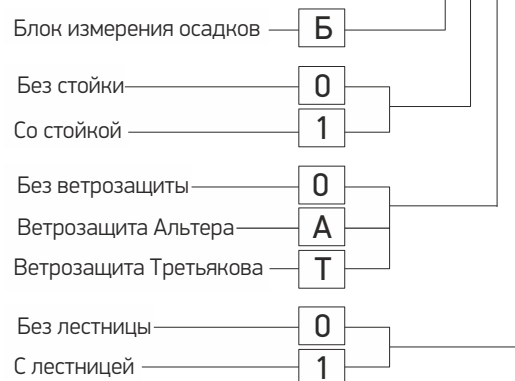 Блок измерения осадков Б
Без стойки 0
Со стойкой 1
Без ветрозащиты 0
Ветрозащита Альтера А
Ветрозащита Третьякова Т
Без лестницы 0
С лестницей 1